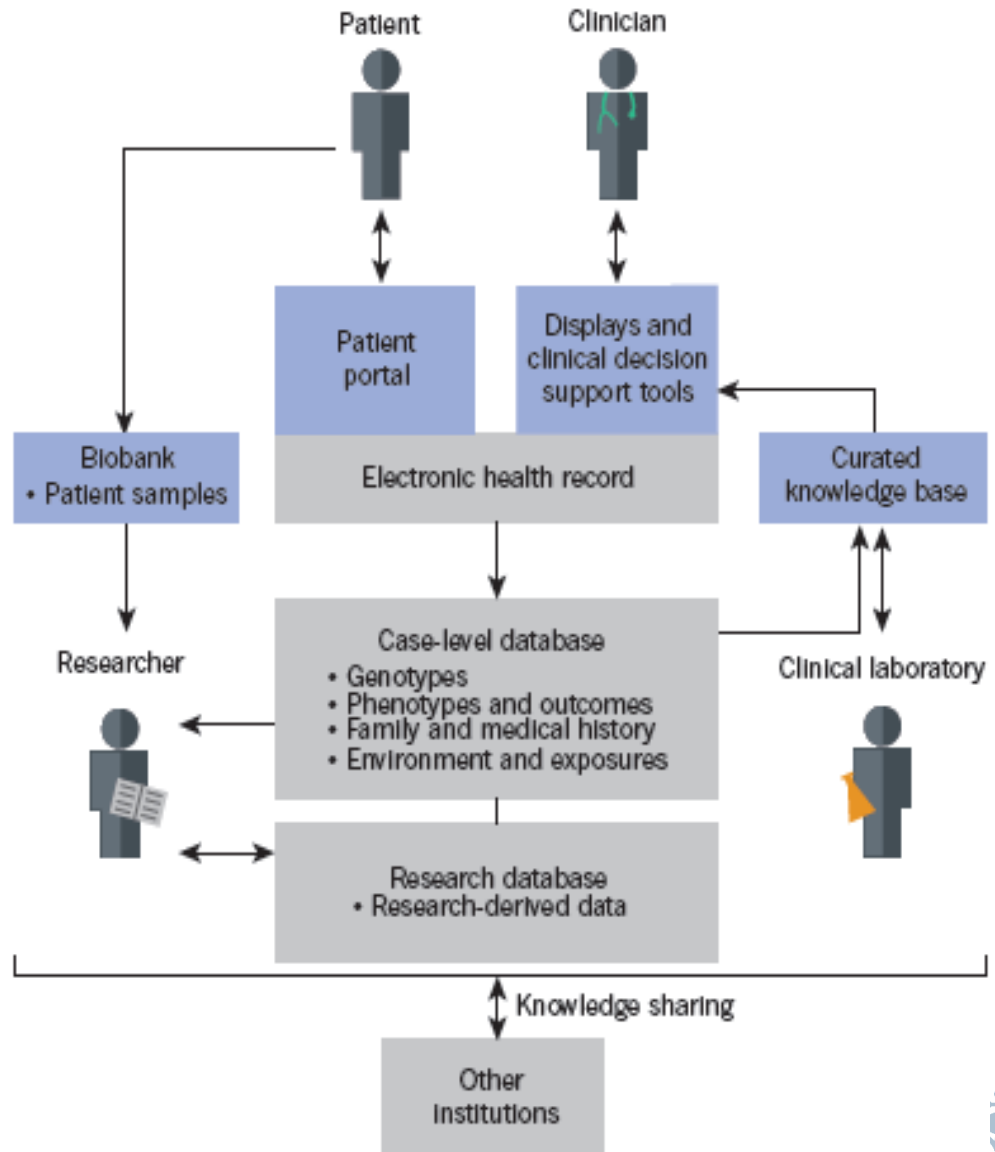 Patient
Clinician
Patient
portal
Displays and
clinical decision
support tools
Biobank
• Patient samples
Electronic health record
Curated
knowledge base
Researcher
Case-level database
• Genotypes
• Phenotypes and outcomes
• Family and medical history
• Environment and exposures
Clinical laboratory
Research database
• Research-derived data
Knowledge sharing
Other
institutions